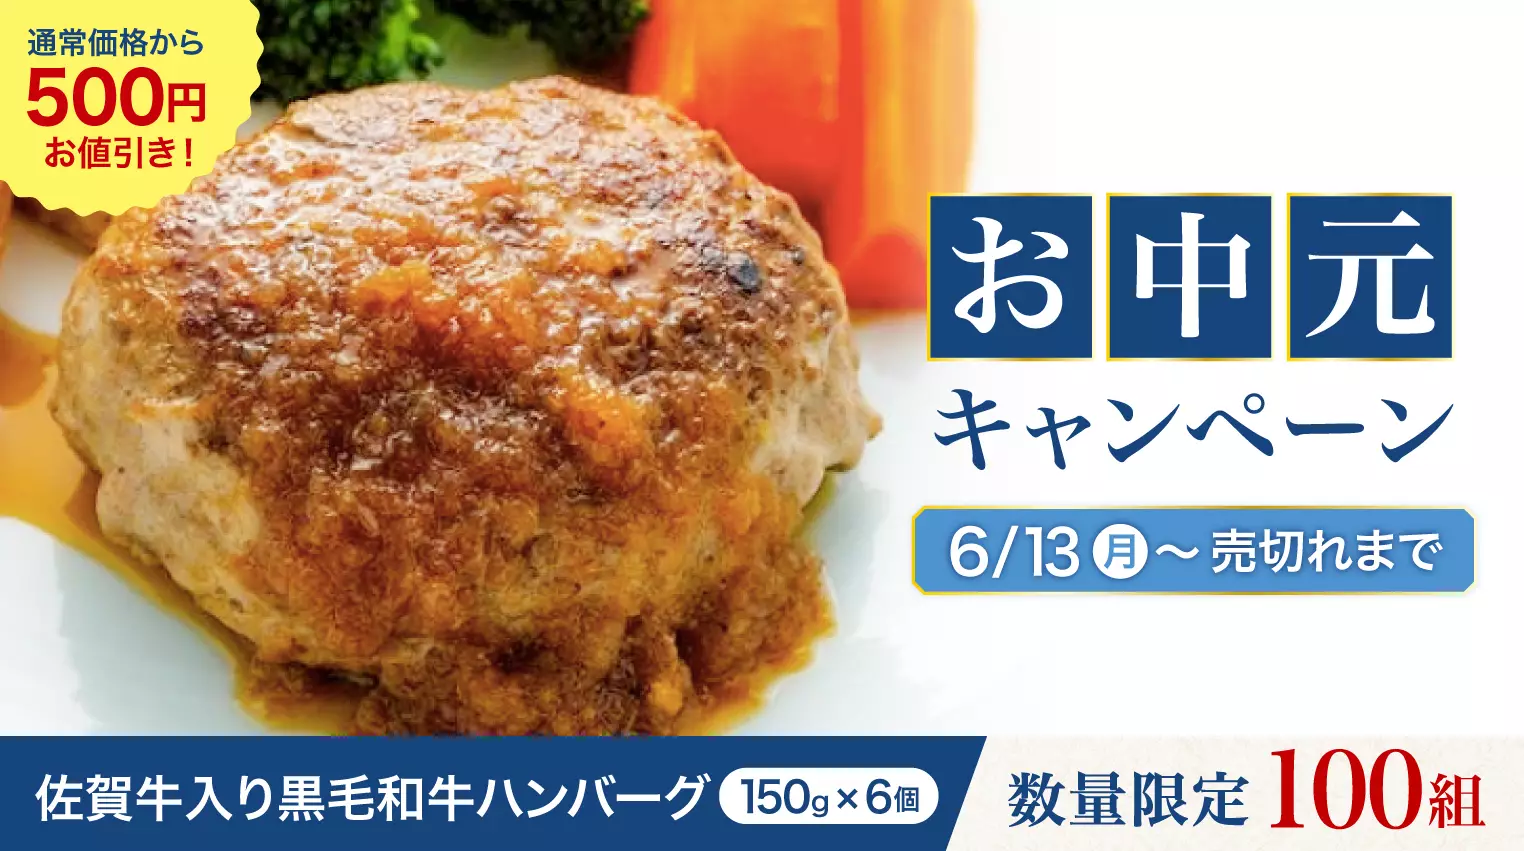 通常価格から
500円
お値引き!
お中元
キャンペーン
6/13(月)～売切れまで
佐賀牛入り黒毛和牛ハンバーグ 150g×6個
数量限定100組